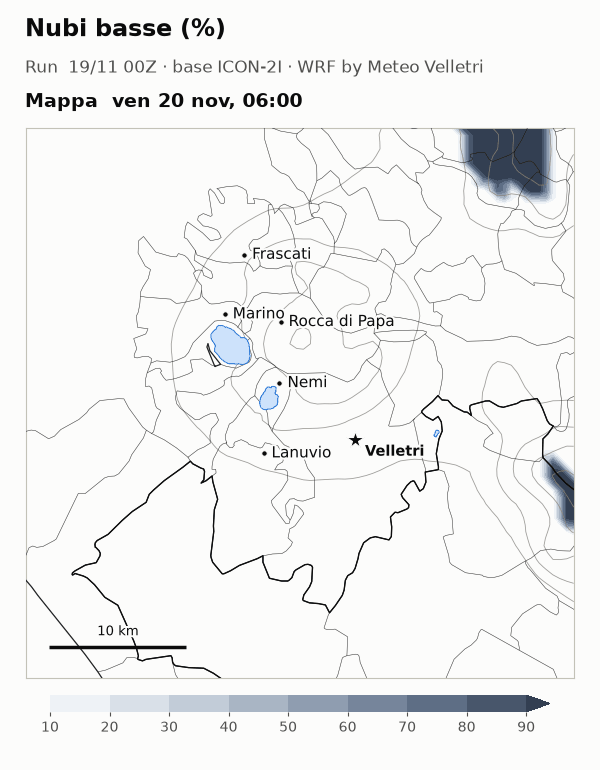 Nubi basse (%)
Run  19/11 00Z · base ICON-2I · WRF by Meteo Velletri
Mappa  ven 20 nov, 06:00
Frascati
Marino
Rocca di Papa
Nemi
Velletri
Lanuvio
10 km
10 20 30 40 50 60 70 80 90